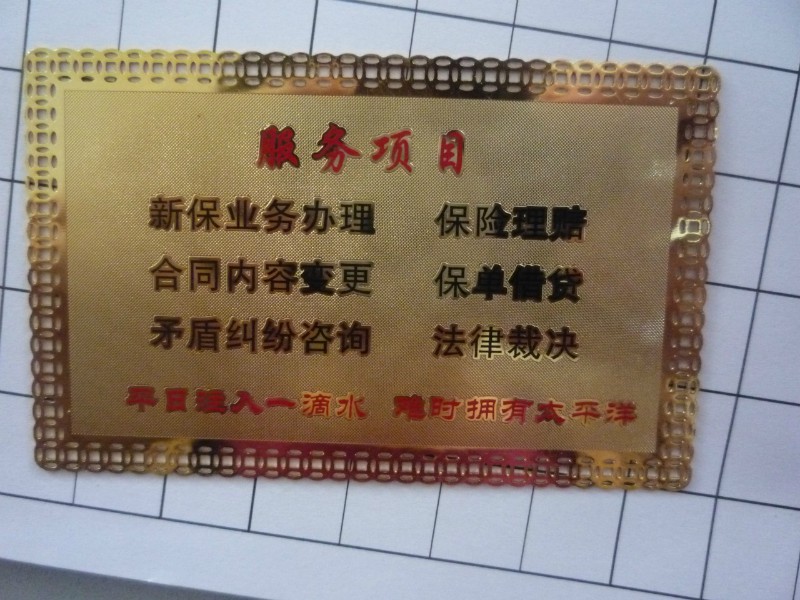 服务项目
新保业务办理 保险理赔
合同内容变更 保单借贷
矛盾纠纷咨询 法律裁决
平日注入一滴水 难时拥有太平洋